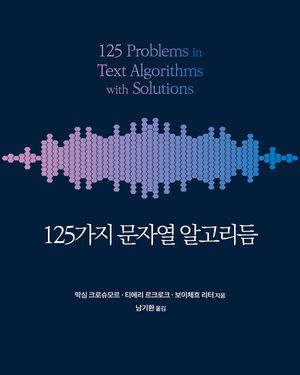 125 Problems in
Text Algorithms
with Solutions
125가지 문자열 알고리듬
막심 크로슈모르 · 티에리 르크로크 · 보이체흐 리터 지음
남기환 옮김